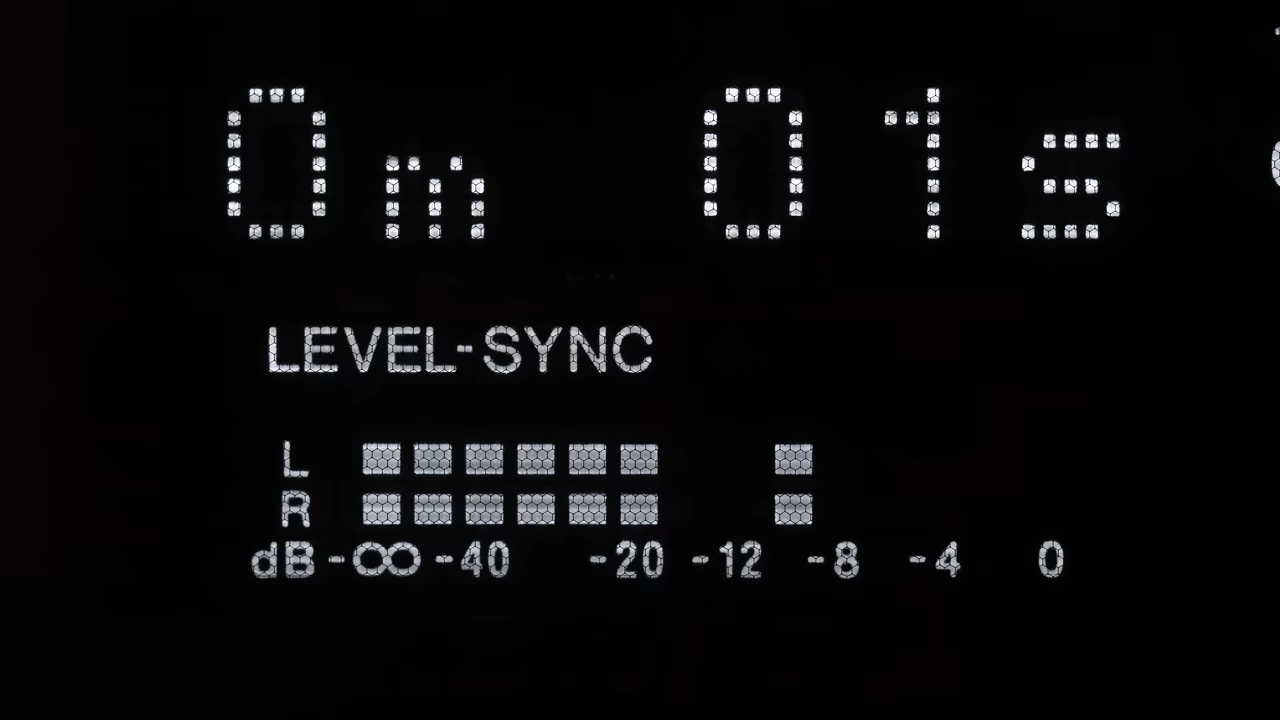 0m 01s
LEVEL-SYNC
L
R
dB -∞ -40 -20 -12 -8 -4 0